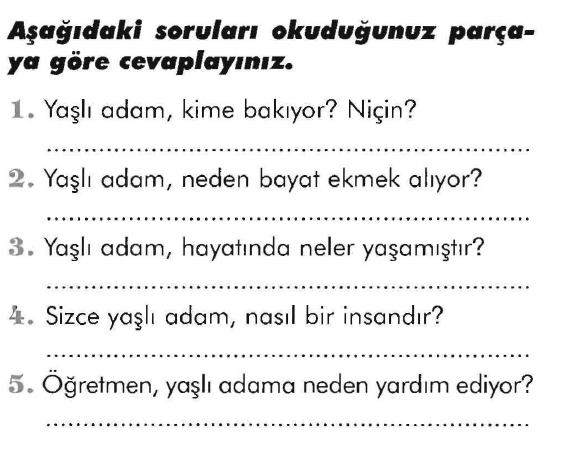 Aşağıdaki soruları okuduğunuz parça-
ya göre cevaplayınız.
1. Yaşlı adam, kime bakıyor? Niçin?
................................................................
2. Yaşlı adam, neden bayat ekmek alıyor?
................................................................
3. Yaşlı adam, hayatında neler yaşamıştır?
................................................................
4. Sizce yaşlı adam, nasıl bir insandır?
................................................................
5. Öğretmen, yaşlı adama neden yardım ediyor?
................................................................